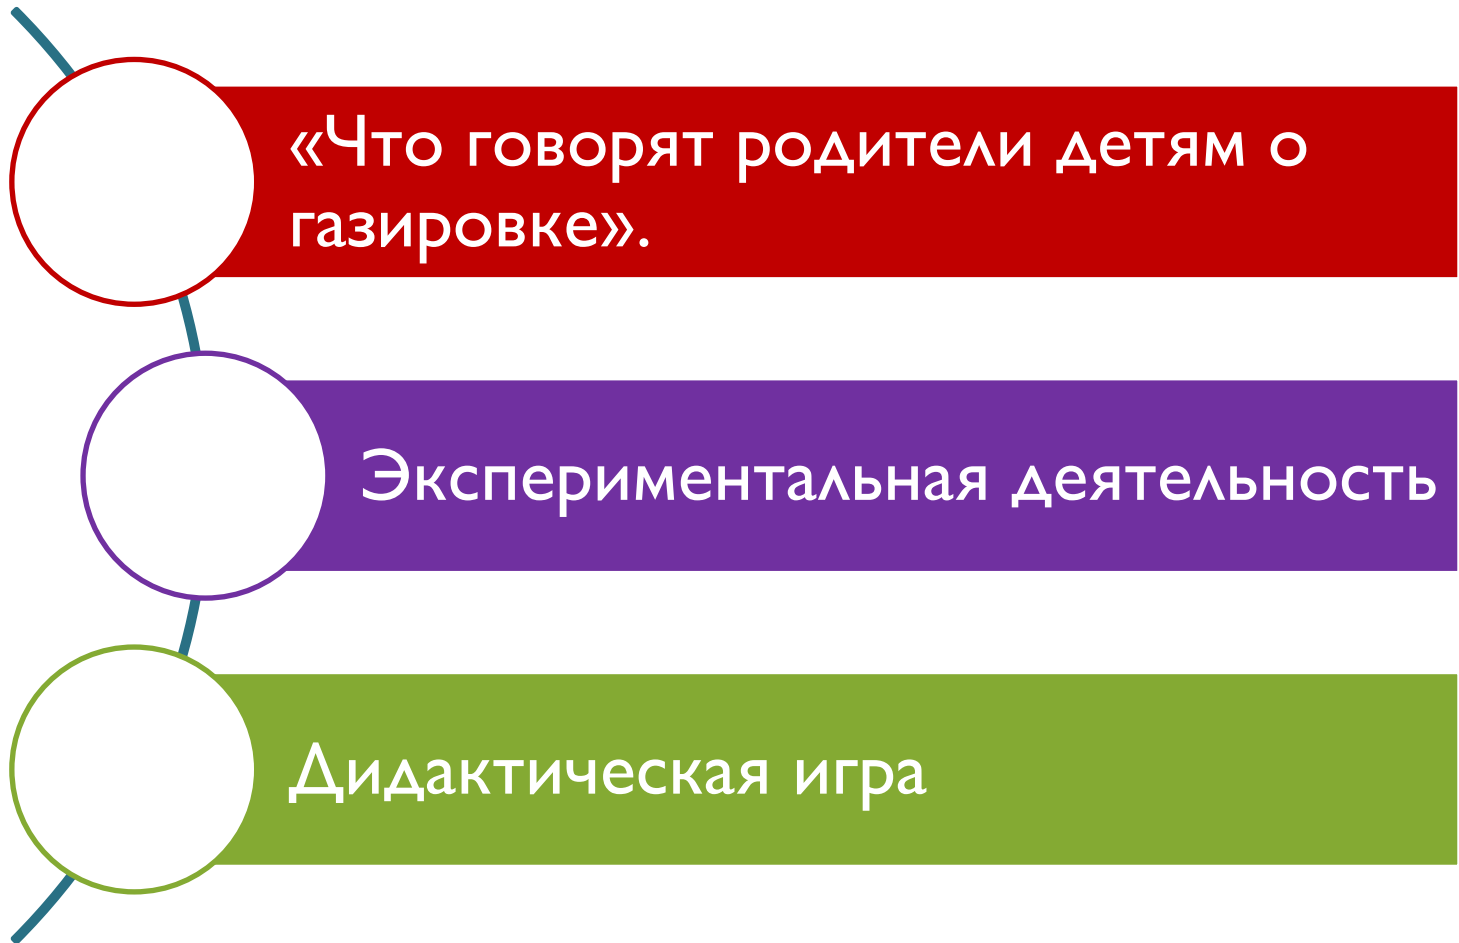 «Что говорят родители детям о
газировке».
Экспериментальная деятельность
Дидактическая игра